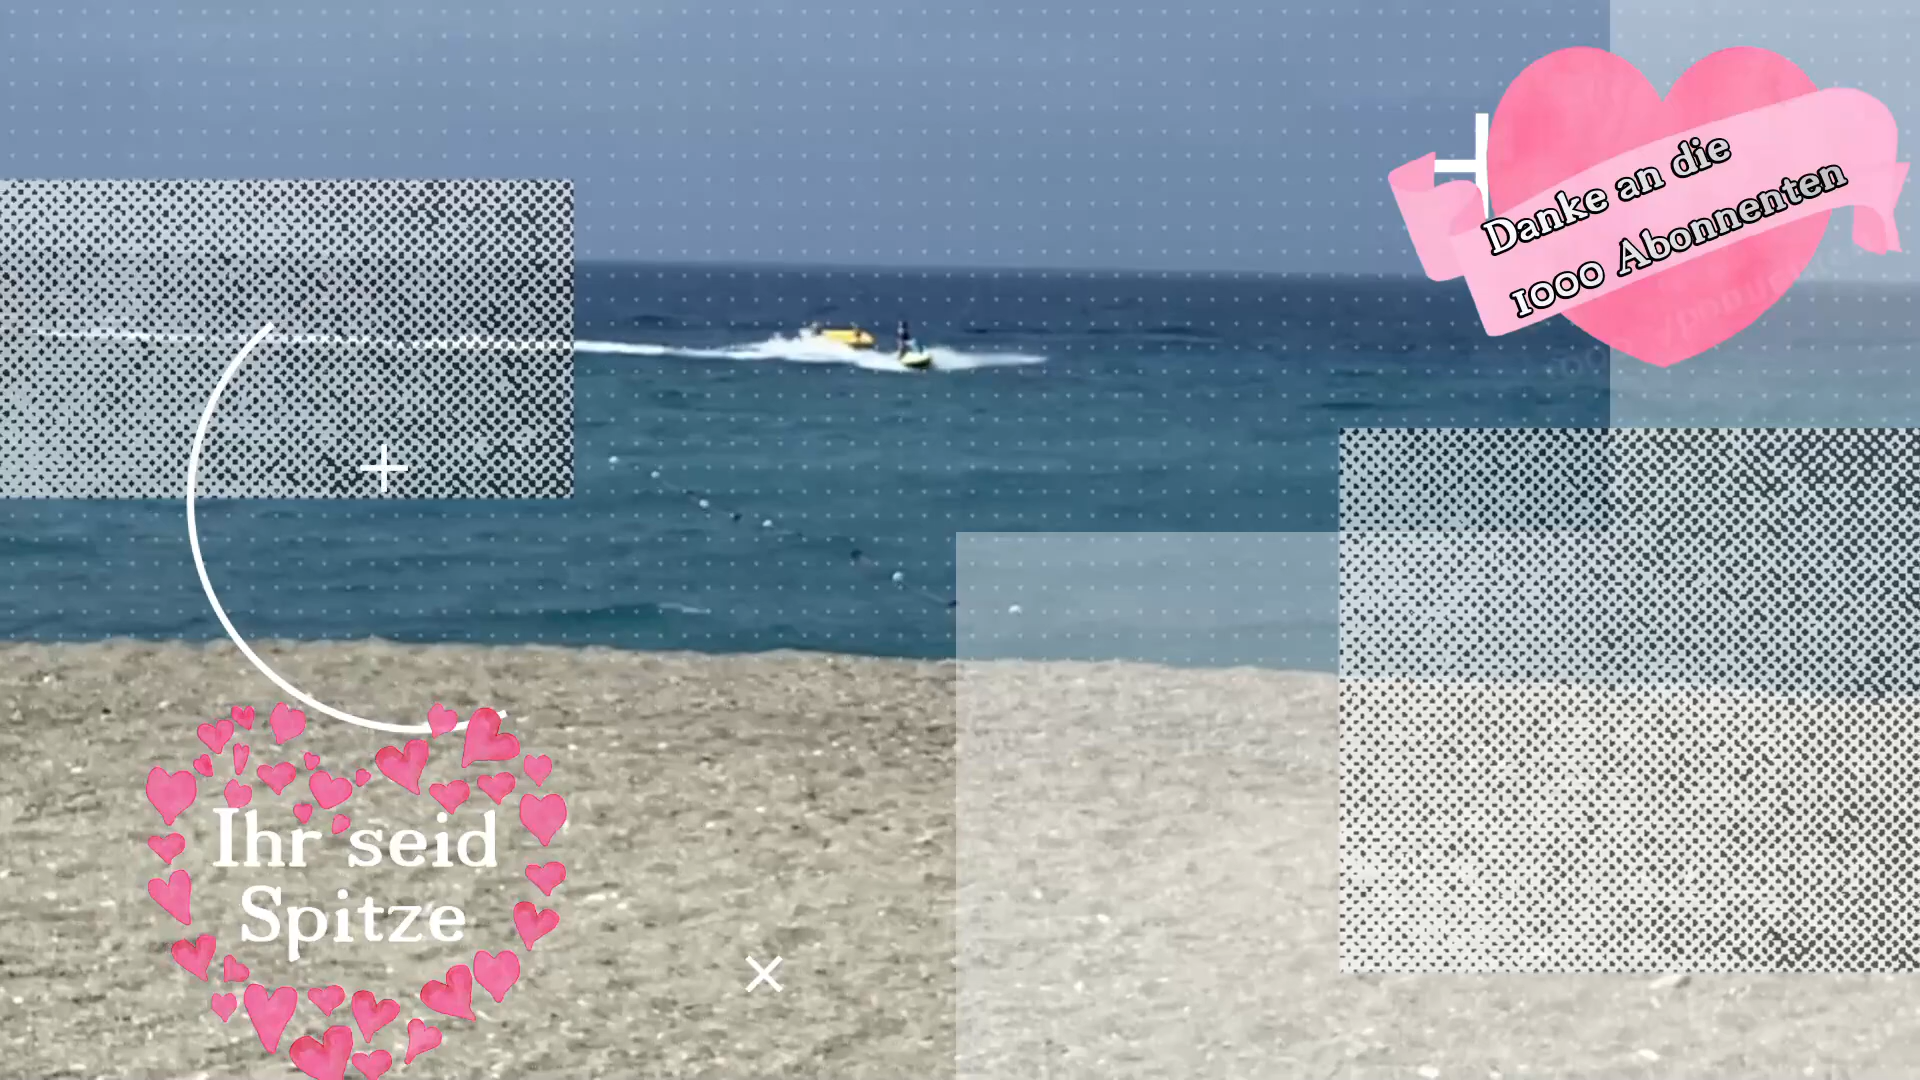 Danke an die
1000 Abonnenten
Ihr seid
Spitze